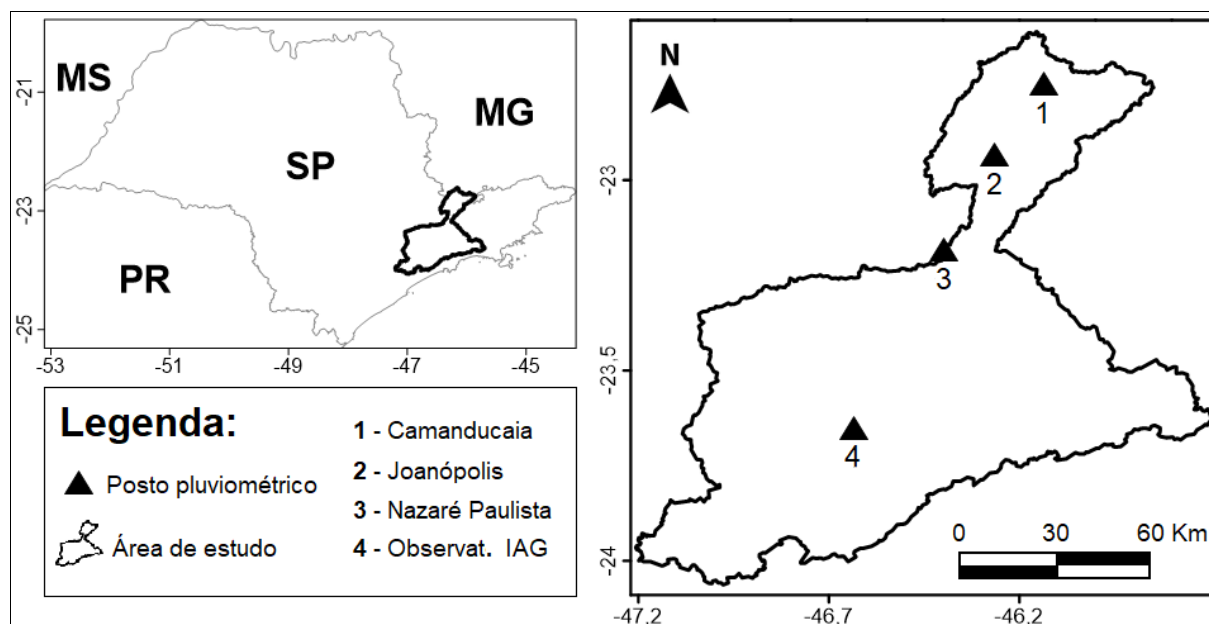 MS
MG
SP
PR
-21
-23
-25
-53
-51
-49
-47
-45
Legenda:
Posto pluviométrico
Área de estudo
1 - Camanducaia
2 - Joanópolis
3 - Nazaré Paulista
4 - Observat. IAG
N
1
2
3
4
-23
-23.5
-24
-47.2
-46.7
-46.2
0 30 60 Km